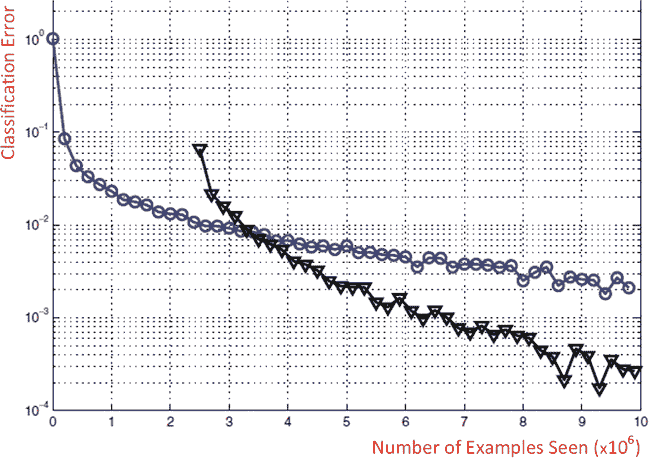 Classification Error
10⁰
10⁻¹
10⁻²
10⁻³
10⁻⁴
0 1 2 3 4 5 6 7 8 9 10
Number of Examples Seen (x10⁶)